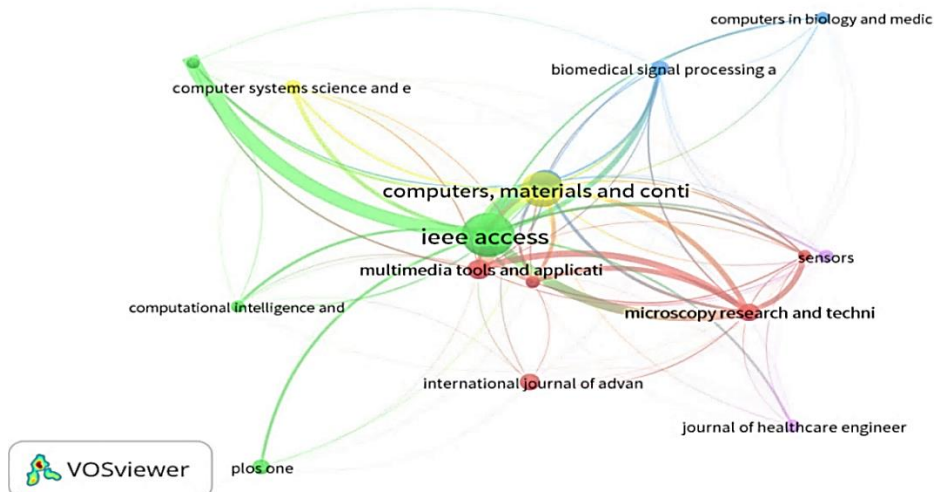 computers in biology and medic
biomedical signal processing a
computer systems science and e
computers, materials and conti
ieee access
sensors
multimedia tools and applicati
computational intelligence and
microscopy research and techni
international journal of advan
journal of healthcare engineer
plos one
VOSviewer